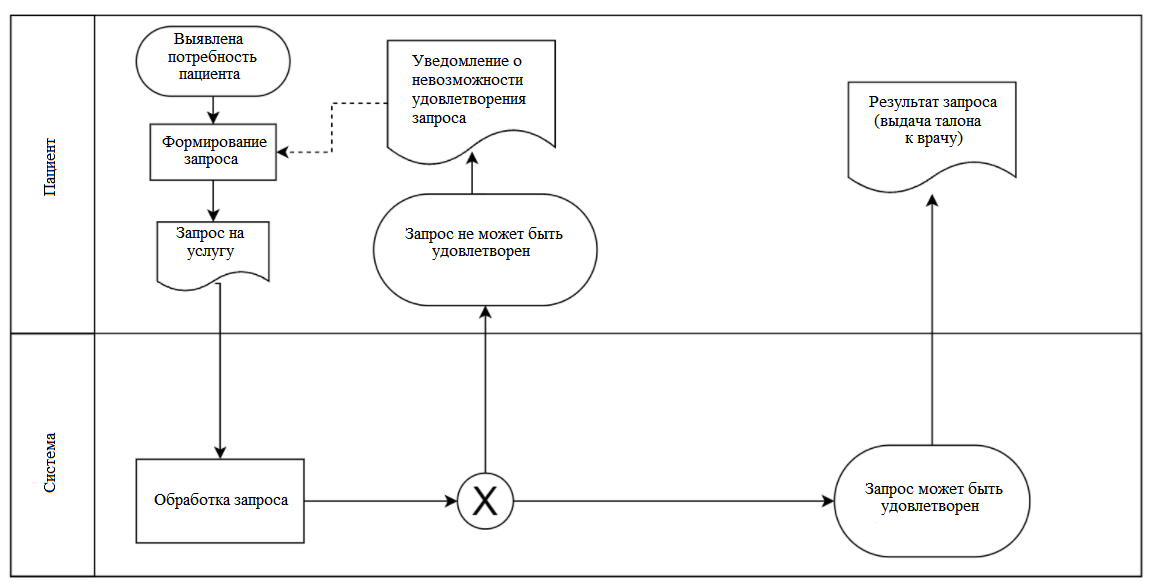 Пациент
Выявлена
потребность
пациента
Формирование
запроса
Запрос на
услугу
Уведомление о
невозможности
удовлетворения
запроса
Запрос не может быть
удовлетворен
Результат запроса
(выдача талона
к врачу)
Система
Обработка запроса
X
Запрос может быть
удовлетворен